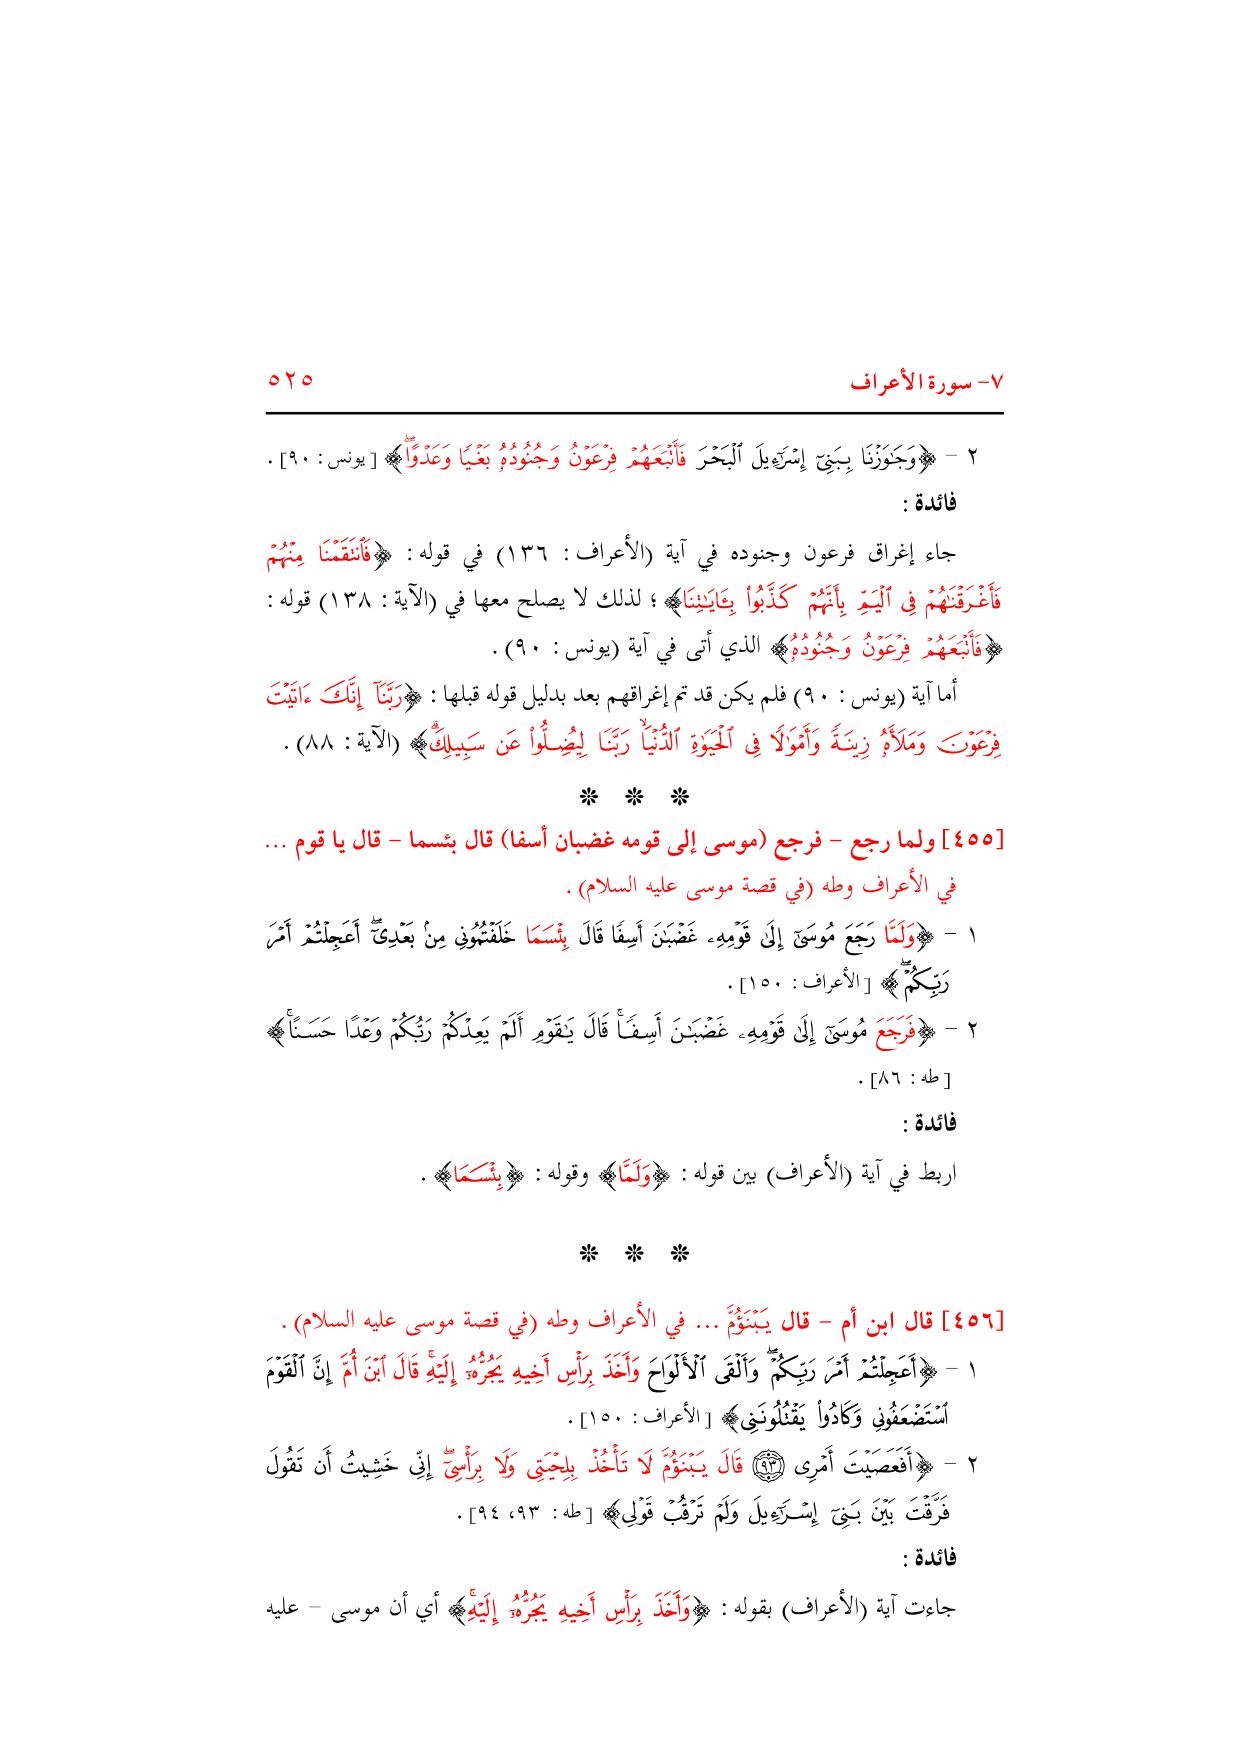 ٧- سورة الأعراف ٥٢٥
٢ - ﴿وَجَٰوَزۡنَا بِبَنِيٓ إِسۡرَٰٓءِيلَ ٱلۡبَحۡرَ فَأَتۡبَعَهُمۡ فِرۡعَوۡنُ وَجُنُودُهُۥ بَغۡيٗا وَعَدۡوًاۖ﴾ [يونس : ٩٠] .
فائدة :
جاء إغراق فرعون وجنوده في آية (الأعراف : ١٣٦) في قوله : ﴿فَٱنتَقَمۡنَا مِنۡهُمۡ
فَأَغۡرَقۡنَٰهُمۡ فِي ٱلۡيَمِّ بِأَنَّهُمۡ كَذَّبُواْ بِـَٔايَٰتِنَا﴾ ؛ لذلك لا يصلح معها في (الآية : ١٣٨) قوله :
﴿فَأَتۡبَعَهُمۡ فِرۡعَوۡنُ وَجُنُودُهُۥ﴾ الذي أتى في آية (يونس : ٩٠) .
أما آية (يونس : ٩٠) فلم يكن قد تم إغراقهم بعد بدليل قوله قبلها : ﴿رَبَّنَآ إِنَّكَ ءَاتَيۡتَ
فِرۡعَوۡنَ وَمَلَأَهُۥ زِينَةٗ وَأَمۡوَٰلٗا فِي ٱلۡحَيَوٰةِ ٱلدُّنۡيَا رَبَّنَا لِيُضِلُّواْ عَن سَبِيلِكَۖ﴾ (الآية : ٨٨) .
❊ ❊ ❊
[٤٥٥] ولما رجع - فرجع (موسى إلى قومه غضبان أسفا) قال بئسما - قال يا قوم ...
في الأعراف وطه (في قصة موسى عليه السلام) .
١ - ﴿وَلَمَّا رَجَعَ مُوسَىٰٓ إِلَىٰ قَوۡمِهِۦ غَضۡبَٰنَ أَسِفٗا قَالَ بِئۡسَمَا خَلَفۡتُمُونِي مِنۢ بَعۡدِيٓۖ أَعَجِلۡتُمۡ أَمۡرَ
رَبِّكُمۡۖ﴾ [الأعراف : ١٥٠] .
٢ - ﴿فَرَجَعَ مُوسَىٰٓ إِلَىٰ قَوۡمِهِۦ غَضۡبَٰنَ أَسِفٗاۚ قَالَ يَٰقَوۡمِ أَلَمۡ يَعِدۡكُمۡ رَبُّكُمۡ وَعۡدًا حَسَنًاۚ﴾
[طه : ٨٦] .
فائدة :
اربط في آية (الأعراف) بين قوله : ﴿وَلَمَّا﴾ وقوله : ﴿بِئۡسَمَا﴾ .
❊ ❊ ❊
[٤٥٦] قال ابن أم - قال يَبۡنَؤُمَّ ... في الأعراف وطه (في قصة موسى عليه السلام) .
١ - ﴿أَعَجِلۡتُمۡ أَمۡرَ رَبِّكُمۡۖ وَأَلۡقَى ٱلۡأَلۡوَاحَ وَأَخَذَ بِرَأۡسِ أَخِيهِ يَجُرُّهُۥٓ إِلَيۡهِۚ قَالَ ٱبۡنَ أُمَّ إِنَّ ٱلۡقَوۡمَ
ٱسۡتَضۡعَفُونِي وَكَادُواْ يَقۡتُلُونَنِي﴾ [الأعراف : ١٥٠] .
٢ - ﴿أَفَعَصَيۡتَ أَمۡرِي ٩٣ قَالَ يَبۡنَؤُمَّ لَا تَأۡخُذۡ بِلِحۡيَتِي وَلَا بِرَأۡسِيٓۖ إِنِّي خَشِيتُ أَن تَقُولَ
فَرَّقۡتَ بَيۡنَ بَنِيٓ إِسۡرَٰٓءِيلَ وَلَمۡ تَرۡقُبۡ قَوۡلِي﴾ [طه : ٩٣، ٩٤] .
فائدة :
جاءت آية (الأعراف) بقوله : ﴿وَأَخَذَ بِرَأۡسِ أَخِيهِ يَجُرُّهُۥٓ إِلَيۡهِۚ﴾ أي أن موسى - عليه